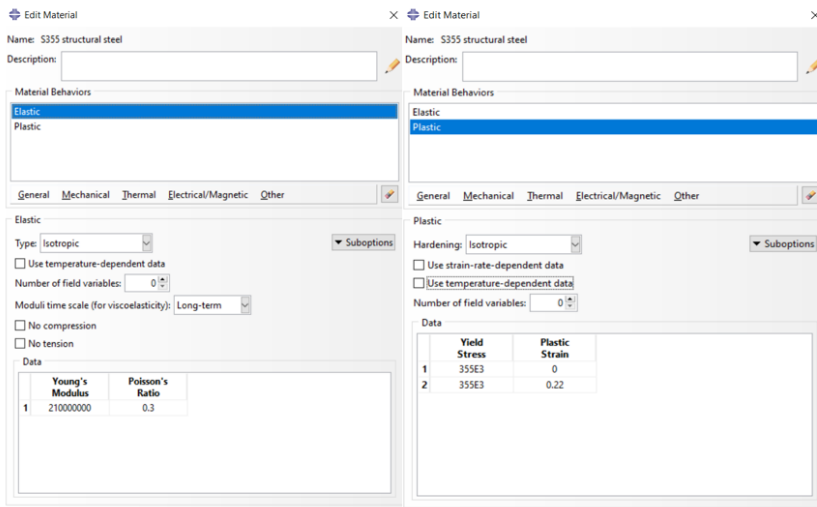 Edit Material
Name: S355 structural steel
Description:
Material Behaviors
Elastic
Plastic
General Mechanical Thermal Electrical/Magnetic Other
Elastic
Type: Isotropic
Suboptions
Use temperature-dependent data
Number of field variables: 0
Moduli time scale (for viscoelasticity): Long-term
No compression
No tension
Data
Young's Modulus Poisson's Ratio
1 210000000 0.3
Edit Material
Name: S355 structural steel
Description:
Material Behaviors
Elastic
Plastic
General Mechanical Thermal Electrical/Magnetic Other
Plastic
Hardening: Isotropic
Suboptions
Use strain-rate-dependent data
Use temperature-dependent data
Number of field variables: 0
Data
Yield Stress Plastic Strain
1 355E3 0
2 355E3 0.22